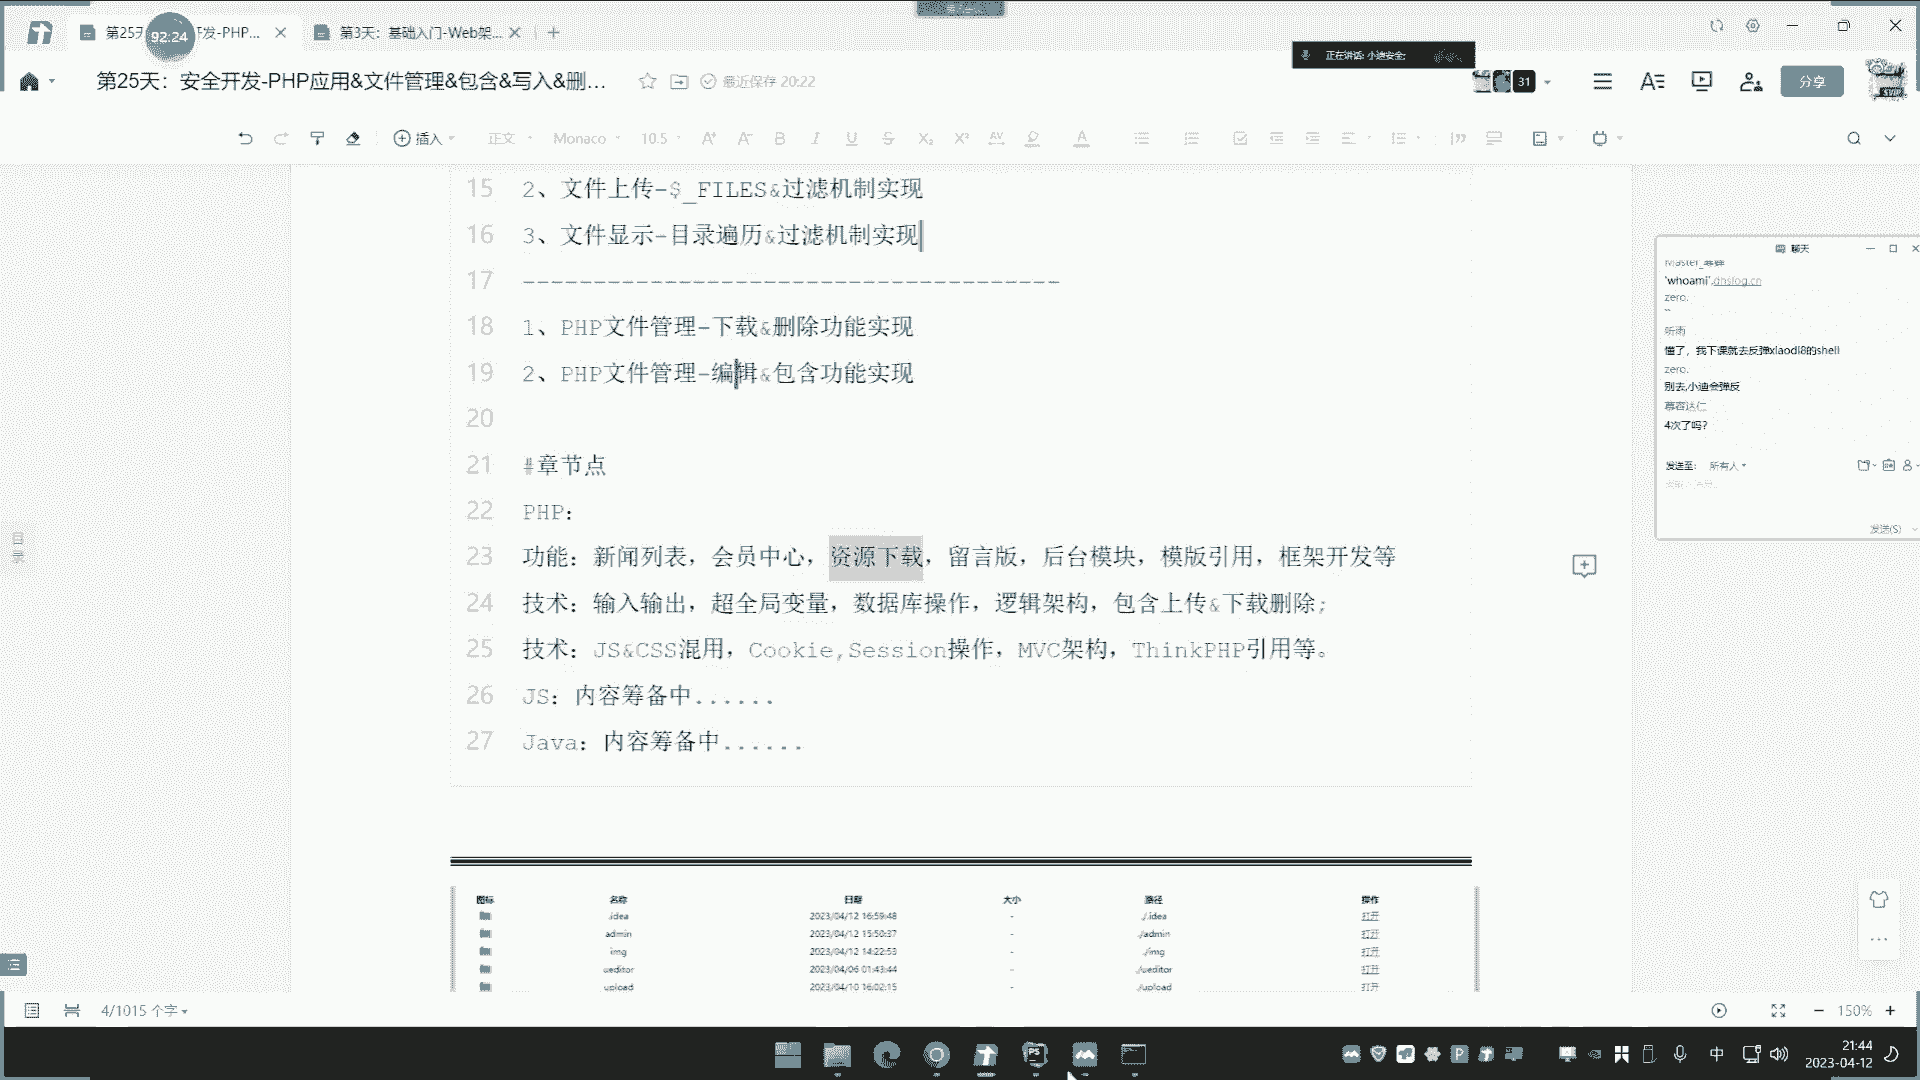 第25天
92:24
开发-PHP...
第3天：基础入门-Web架...
正在讲话: 小迪安全;
第25天：安全开发-PHP应用&文件管理&包含&写入&删...
最近保存 20:22
31
分享
插入
正文
Monaco
10.5
15 2、文件上传-$_FILES&过滤机制实现
16 3、文件显示-目录遍历&过滤机制实现
17 --------------------------------------
18 1、PHP文件管理-下载&删除功能实现
19 2、PHP文件管理-编辑&包含功能实现
20
21 #章节点
22 PHP：
23 功能：新闻列表，会员中心，资源下载，留言版，后台模块，模版引用，框架开发等
24 技术：输入输出，超全局变量，数据库操作，逻辑架构，包含上传&下载删除；
25 技术：JS&CSS混用，Cookie,Session操作，MVC架构，ThinkPHP引用等。
26 JS：内容筹备中......
27 Java：内容筹备中......
聊天
'whoami'.dnslog.cn
zero.
听雨
懂了，我下课就去反弹xiaodi8的shell
zero.
别去,小迪会弹反
慕容达仁
4次了吗?
发送至: 所有人
发送(S)
目录
图标 名称 日期 大小 路径 操作
.idea 2023/04/12 16:59:48 - ./.idea 打开
admin 2023/04/12 15:50:37 - ./admin 打开
img 2023/04/12 14:22:53 - ./img 打开
ueditor 2023/04/06 01:43:44 - ./ueditor 打开
upload 2023/04/10 16:02:15 - ./upload 打开
4/1015 个字
150%
中
21:44
2023-04-12